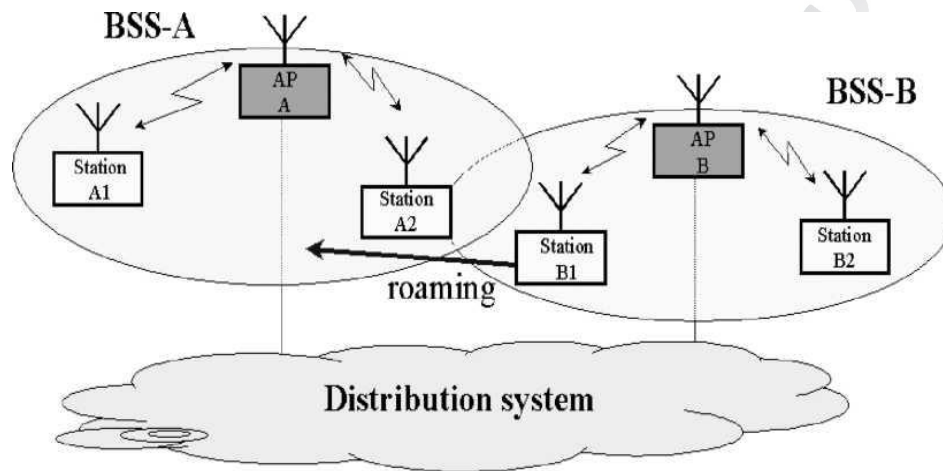 BSS-A
AP
A
Station
A1
Station
A2
BSS-B
AP
B
Station
B1
Station
B2
roaming
Distribution system